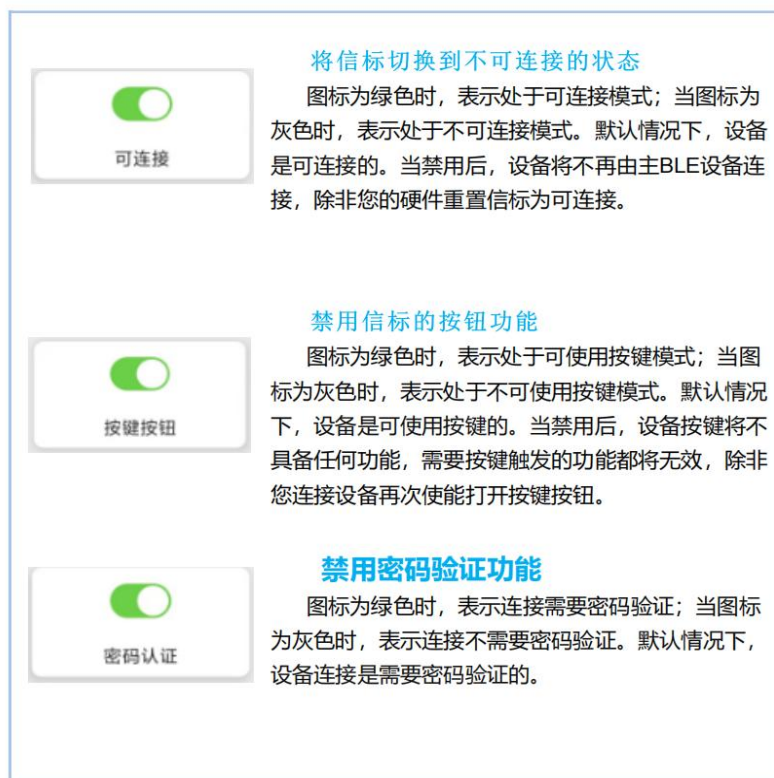 将信标切换到不可连接的状态
图标为绿色时，表示处于可连接模式；当图标为
灰色时，表示处于不可连接模式。默认情况下，设备
是可连接的。当禁用后，设备将不再由主BLE设备连
接，除非您的硬件重置信标为可连接。
可连接
禁用信标的按钮功能
图标为绿色时，表示处于可使用按键模式；当图
标为灰色时，表示处于不可使用按键模式。默认情况
下，设备是可使用按键的。当禁用后，设备按键将不
具备任何功能，需要按键触发的功能都将无效，除非
您连接设备再次使能打开按键按钮。
按键按钮
禁用密码验证功能
图标为绿色时，表示连接需要密码验证；当图标
为灰色时，表示连接不需要密码验证。默认情况下，
设备连接是需要密码验证的。
密码认证